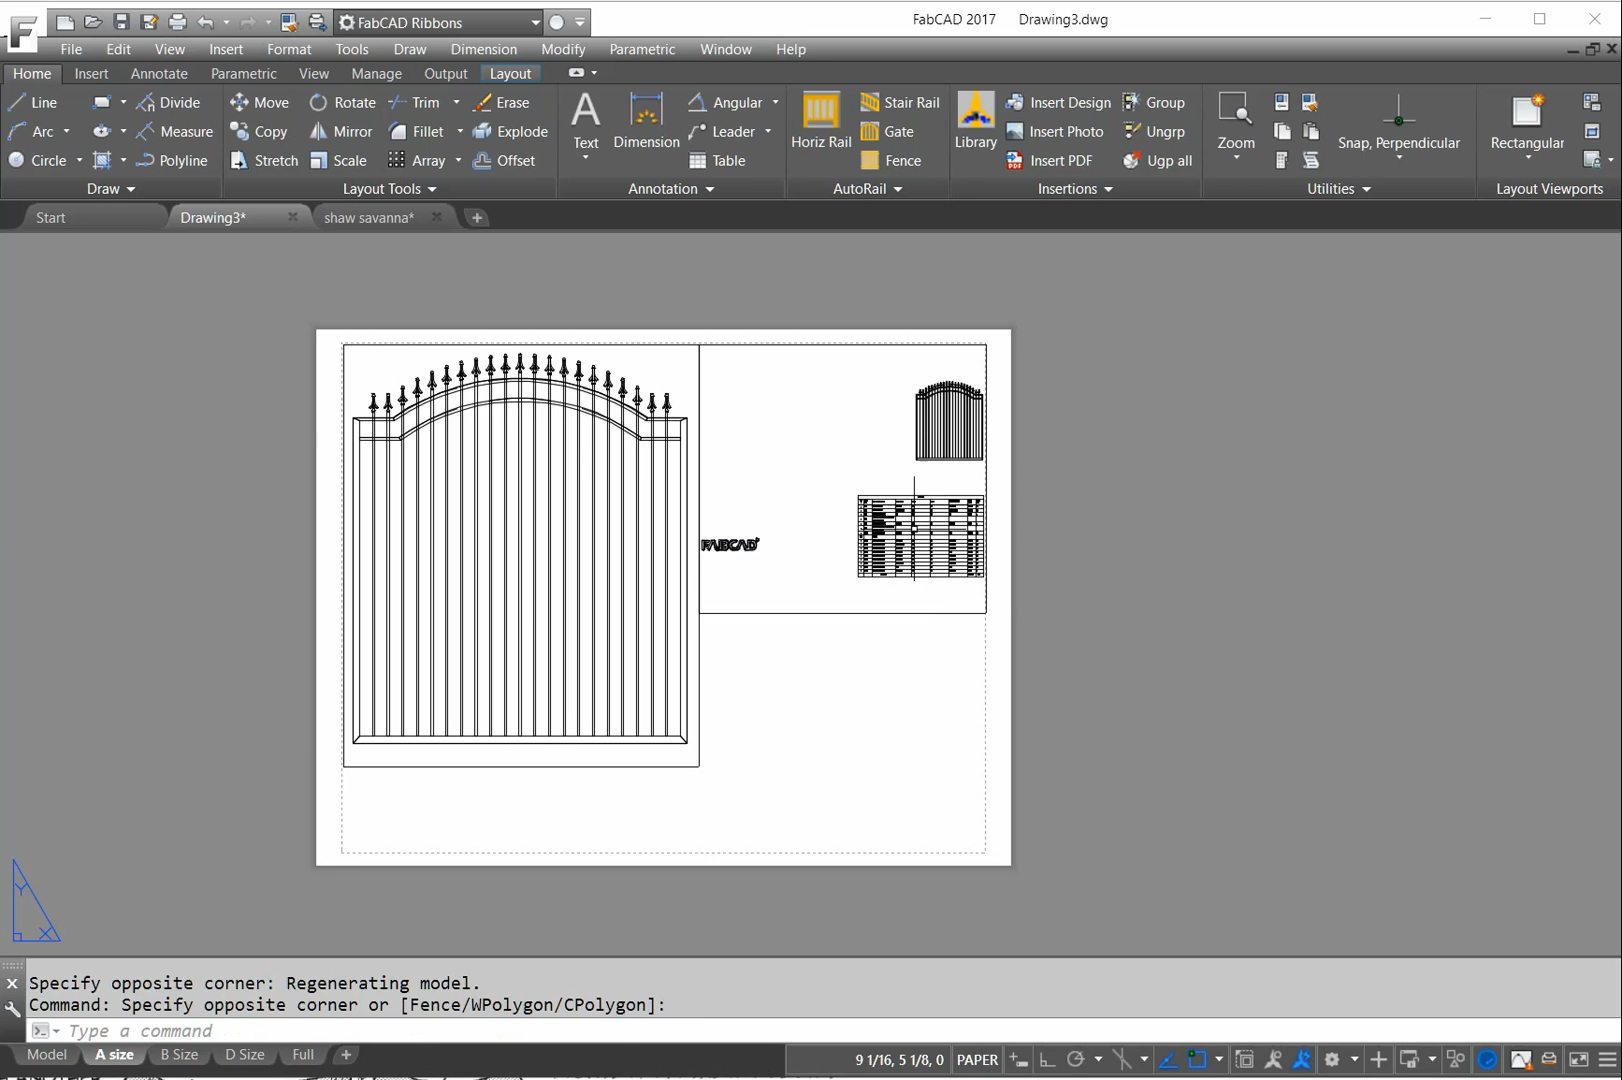 FabCAD Ribbons FabCAD 2017 Drawing3.dwg
File Edit View Insert Format Tools Draw Dimension Modify Parametric Window Help
Home Insert Annotate Parametric View Manage Output Layout
Line Divide Move Rotate Trim Erase Angular Stair Rail Insert Design Group
Arc Measure Copy Mirror Fillet Explode Text Dimension Leader Horiz Rail Gate Library Insert Photo Ungrp Zoom Snap, Perpendicular Rectangular
Circle Polyline Stretch Scale Array Offset Table Fence Insert PDF Ugp all
Draw Layout Tools Annotation AutoRail Insertions Utilities Layout Viewports
Start Drawing3* shaw savanna*
FABCAD
Y
X
Specify opposite corner: Regenerating model.
Command: Specify opposite corner or [Fence/WPolygon/CPolygon]:
Type a command
Model A size B Size D Size Full 9 1/16, 5 1/8, 0 PAPER